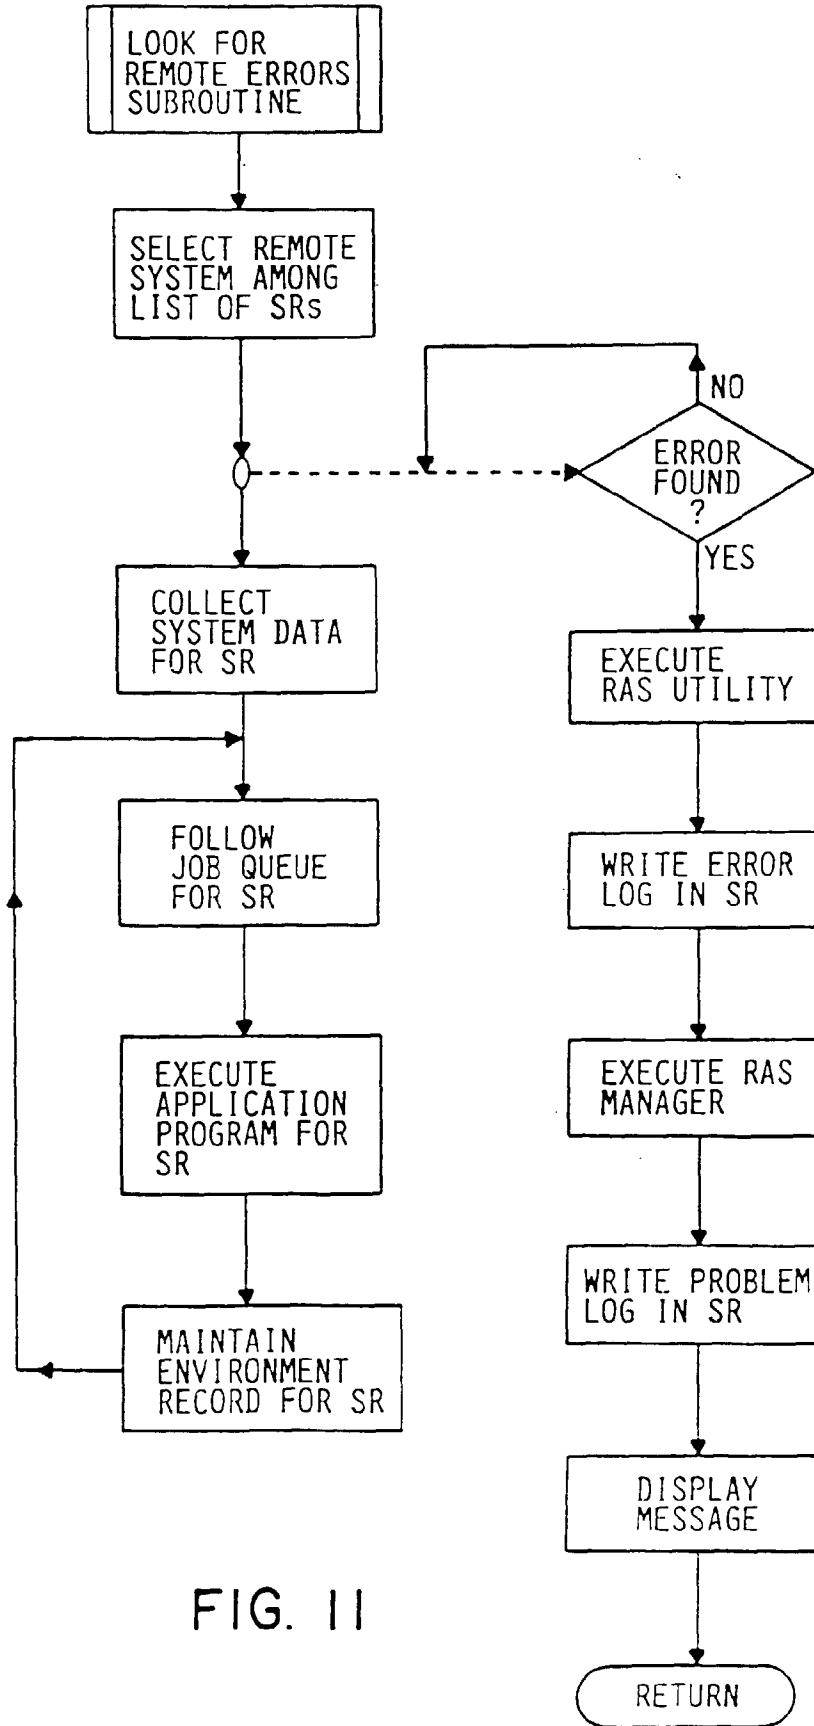 LOOK FOR
REMOTE ERRORS
SUBROUTINE
SELECT REMOTE
SYSTEM AMONG
LIST OF SRs
NO
ERROR
FOUND
?
YES
COLLECT
SYSTEM DATA
FOR SR
EXECUTE
RAS UTILITY
FOLLOW
JOB QUEUE
FOR SR
WRITE ERROR
LOG IN SR
EXECUTE
APPLICATION
PROGRAM FOR
SR
EXECUTE RAS
MANAGER
WRITE PROBLEM
LOG IN SR
MAINTAIN
ENVIRONMENT
RECORD FOR SR
DISPLAY
MESSAGE
FIG. 11
RETURN